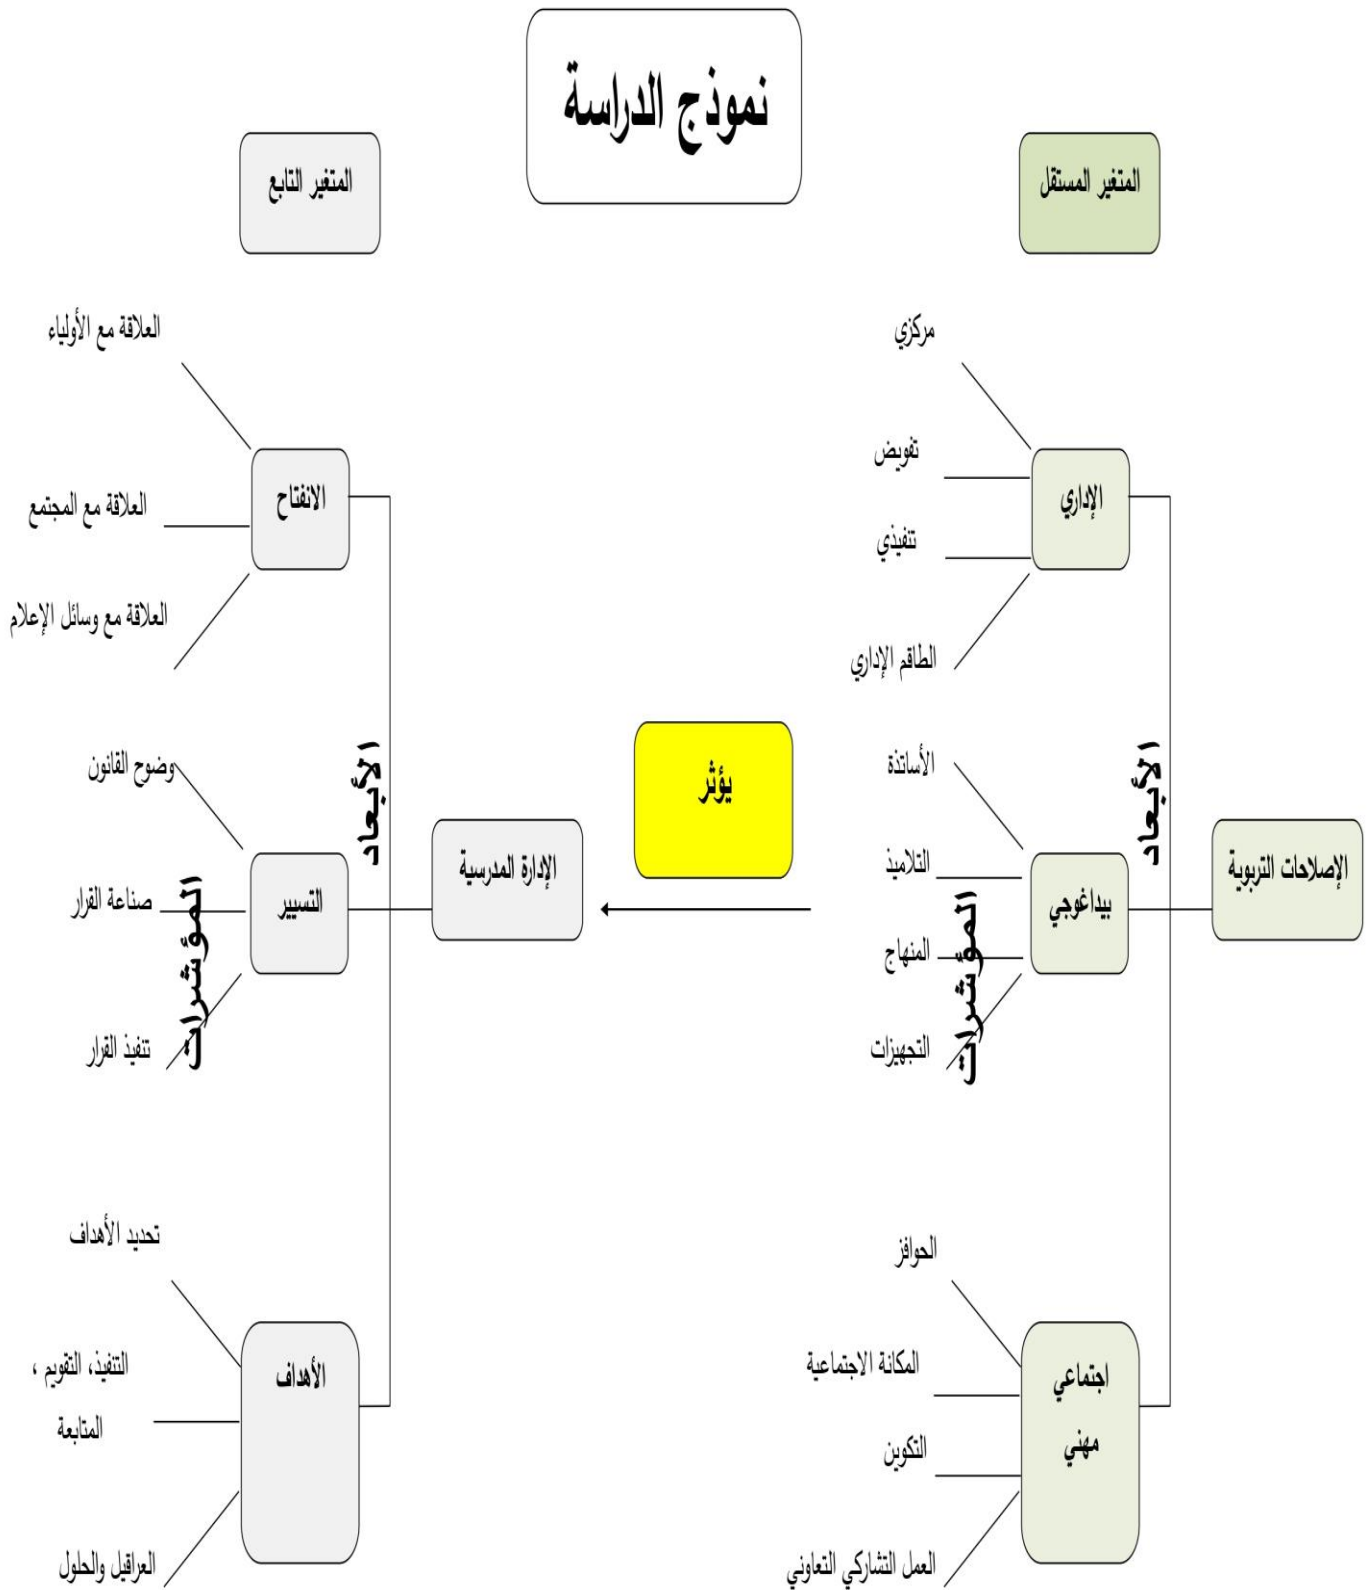 نموذج الدراسة
المتغير المستقل
المتغير التابع
الإصلاحات التربوية
الأبعاد
المؤشرات
الإداري
مركزي
تفويض
تنفيذي
الطاقم الإداري
بيداغوجي
الأساتذة
التلاميذ
المنهاج
التجهيزات
اجتماعي
مهني
الحوافز
المكانة الاجتماعية
التكوين
العمل التشاركي التعاوني
يؤثر
الإدارة المدرسية
الأبعاد
المؤشرات
الانفتاح
العلاقة مع الأولياء
العلاقة مع المجتمع
العلاقة مع وسائل الإعلام
التسيير
وضوح القانون
صناعة القرار
تنفيذ القرار
الأهداف
تحديد الأهداف
التنفيذ، التقويم ،
المتابعة
العراقيل والحلول